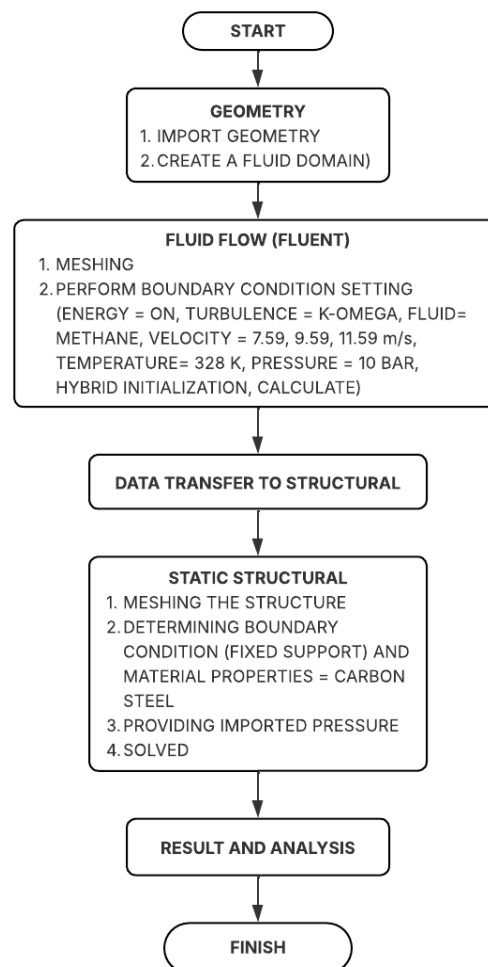 START
GEOMETRY
1. IMPORT GEOMETRY
2. CREATE A FLUID DOMAIN)
FLUID FLOW (FLUENT)
1. MESHING
2. PERFORM BOUNDARY CONDITION SETTING
(ENERGY = ON, TURBULENCE = K-OMEGA, FLUID=
METHANE, VELOCITY = 7.59, 9.59, 11.59 m/s,
TEMPERATURE= 328 K, PRESSURE = 10 BAR,
HYBRID INITIALIZATION, CALCULATE)
DATA TRANSFER TO STRUCTURAL
STATIC STRUCTURAL
1. MESHING THE STRUCTURE
2. DETERMINING BOUNDARY
CONDITION (FIXED SUPPORT) AND
MATERIAL PROPERTIES = CARBON
STEEL
3. PROVIDING IMPORTED PRESSURE
4. SOLVED
RESULT AND ANALYSIS
FINISH